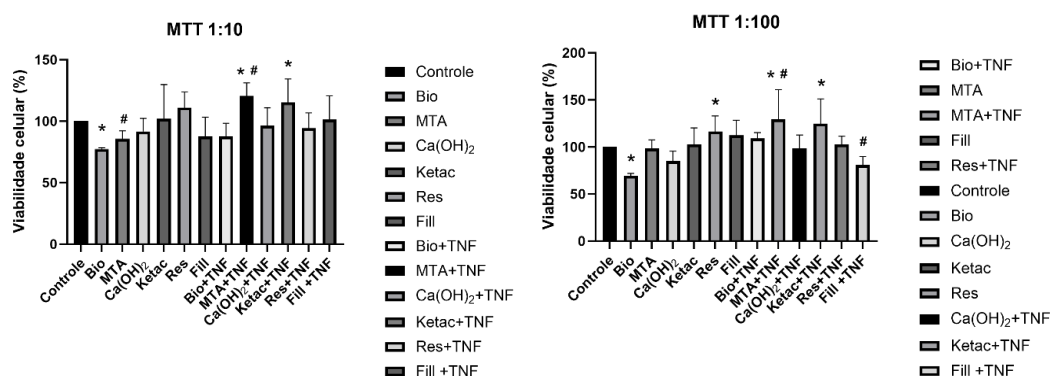 MTT 1:10
Viabilidade celular (%)
150
100
50
0
Controle
Bio
MTA
Ca(OH)₂
Ketac
Res
Fill
Bio+TNF
MTA+TNF
Ca(OH)₂+TNF
Ketac+TNF
Res+TNF
Fill +TNF
*
#
* #
*
Controle
Bio
MTA
Ca(OH)₂
Ketac
Res
Fill
Bio+TNF
MTA+TNF
Ca(OH)₂+TNF
Ketac+TNF
Res+TNF
Fill +TNF
MTT 1:100
Viabilidade celular (%)
200
150
100
50
0
Controle
Bio
MTA
Ca(OH)₂
Ketac
Res
Fill
Bio+TNF
MTA+TNF
Ca(OH)₂+TNF
Ketac+TNF
Res+TNF
Fill +TNF
*
*
* #
*
#
Bio+TNF
MTA
MTA+TNF
Fill
Res+TNF
Controle
Bio
Ca(OH)₂
Ketac
Res
Ca(OH)₂+TNF
Ketac+TNF
Fill +TNF